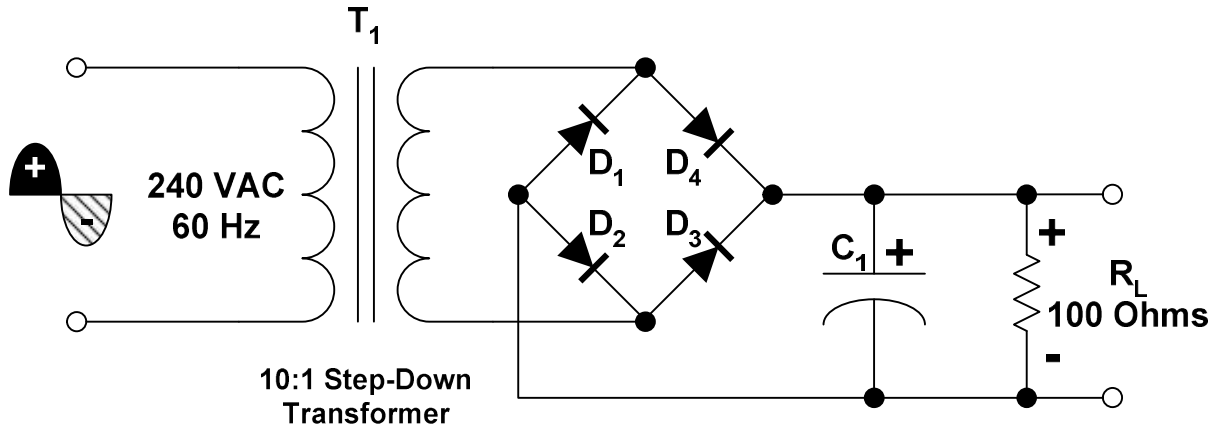 T1
+
-
240 VAC
60 Hz
D1
D4
D2
D3
C1 +
+
RL
100 Ohms
-
10:1 Step-Down
Transformer